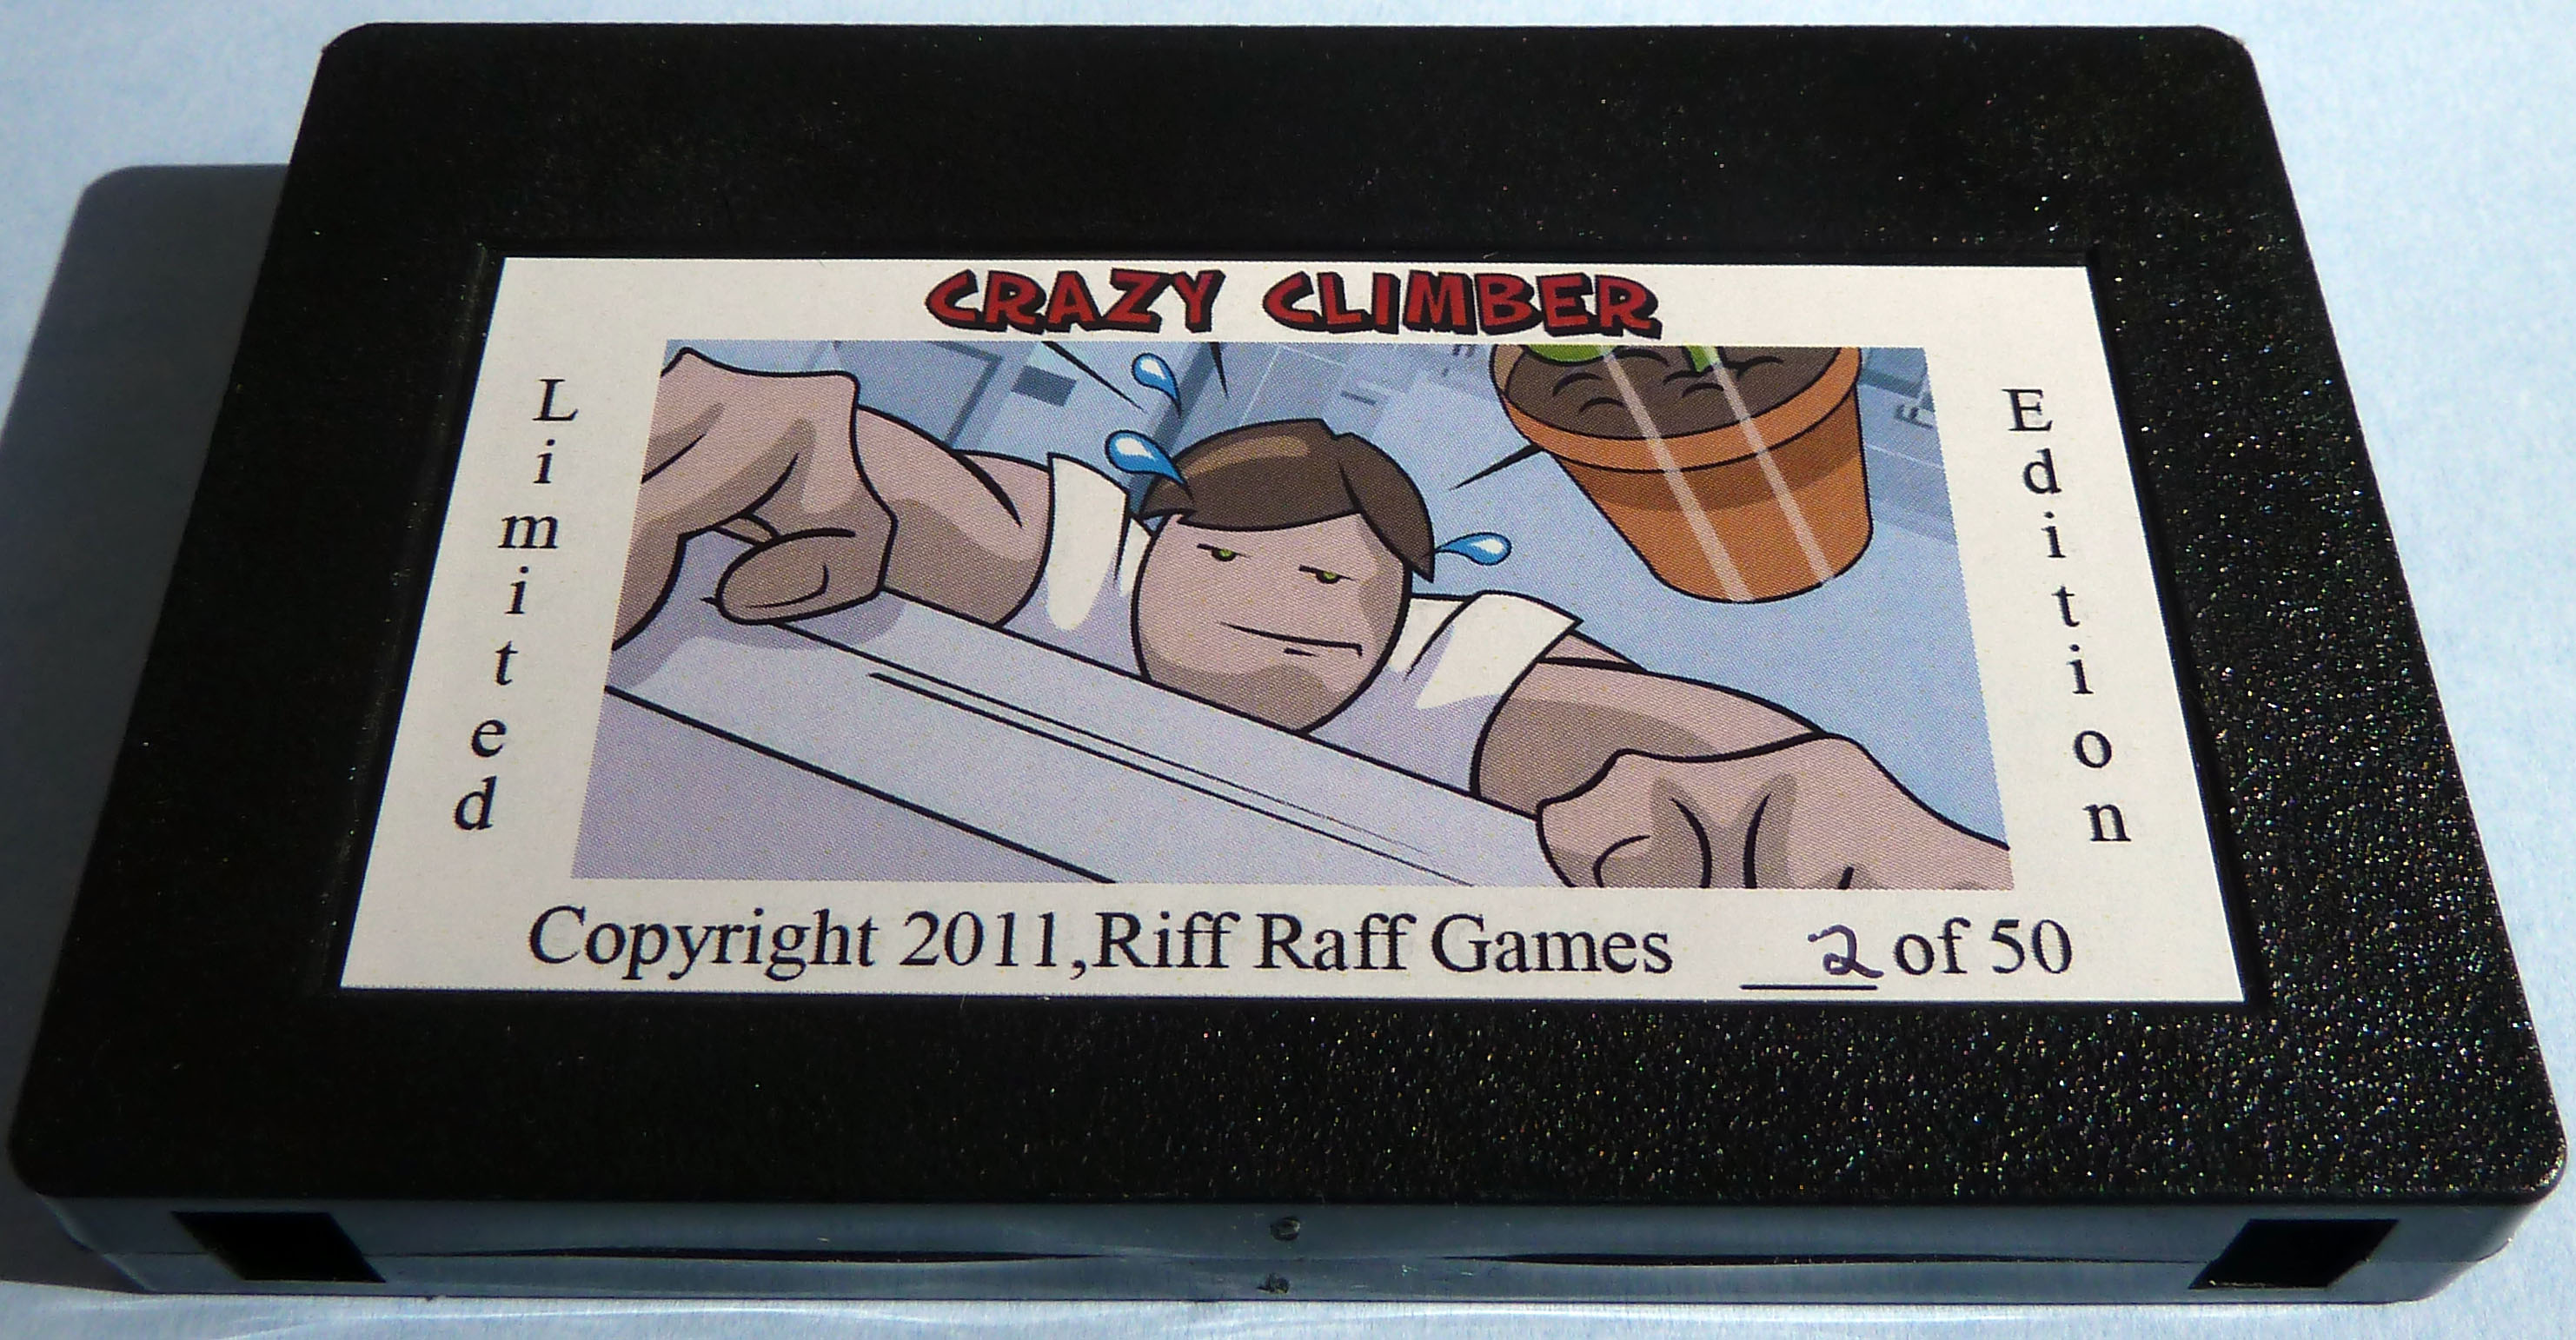 CRAZY CLIMBER
Limited
Edition
Copyright 2011,Riff Raff Games 2 of 50